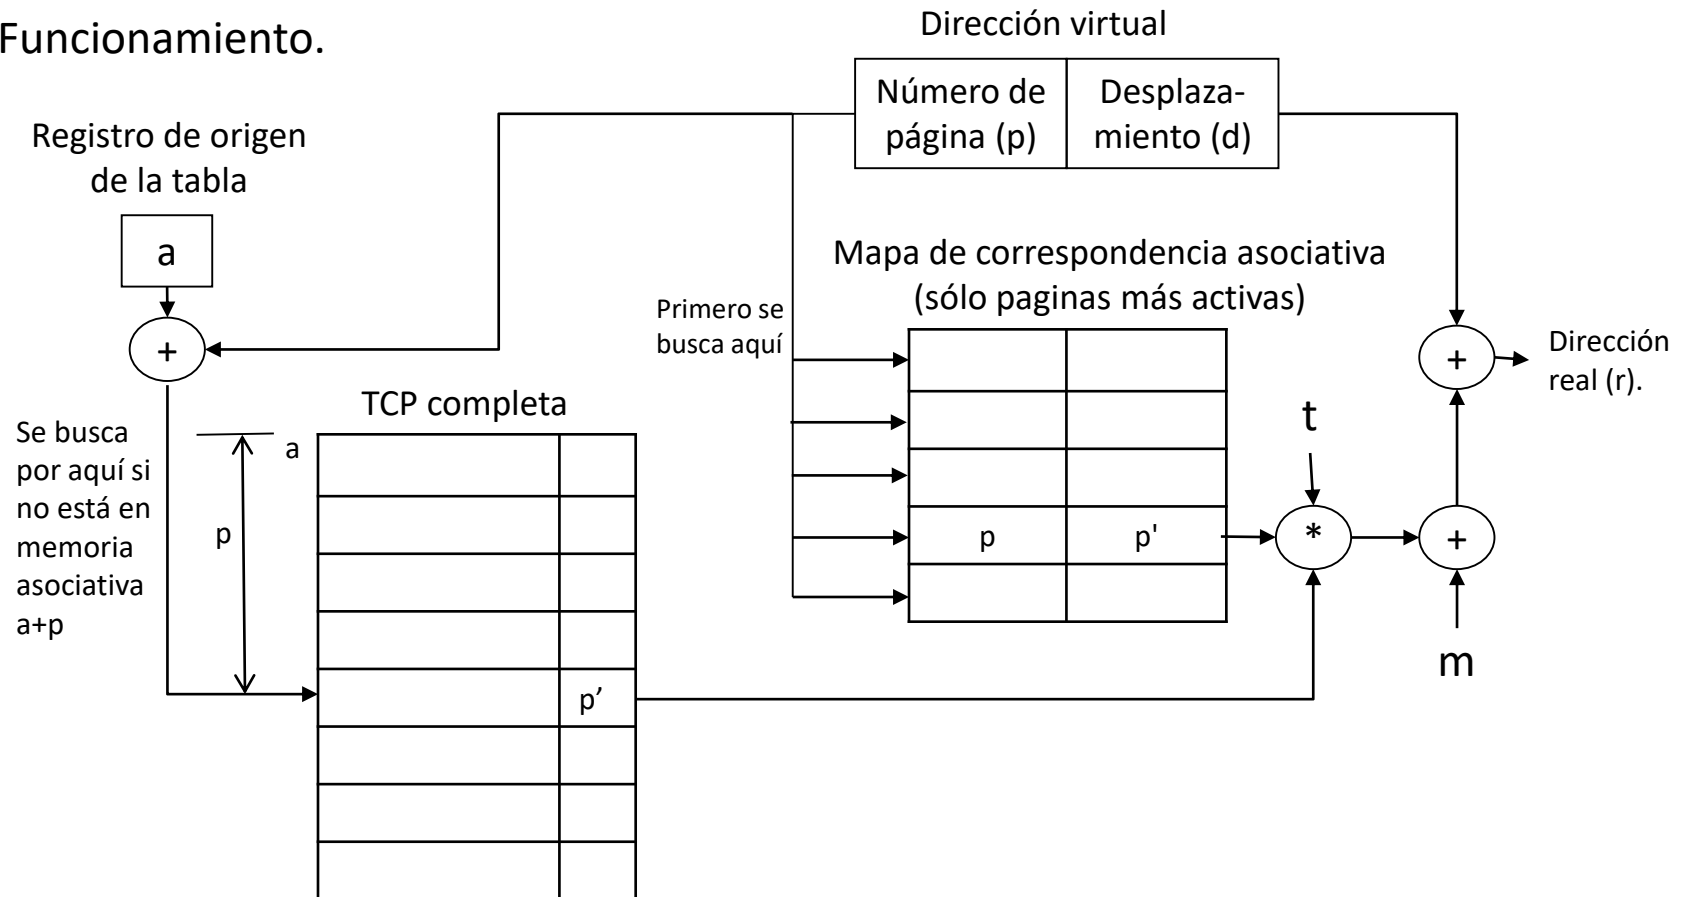 Funcionamiento.
Dirección virtual
Número de
página (p)
Desplaza-
miento (d)
Registro de origen
de la tabla
a
+
Mapa de correspondencia asociativa
(sólo paginas más activas)
Primero se
busca aquí
+
Dirección
real (r).
TCP completa
t
Se busca
por aquí si
no está en
memoria
asociativa
a+p
a
p
p
p'
*
+
m
p’